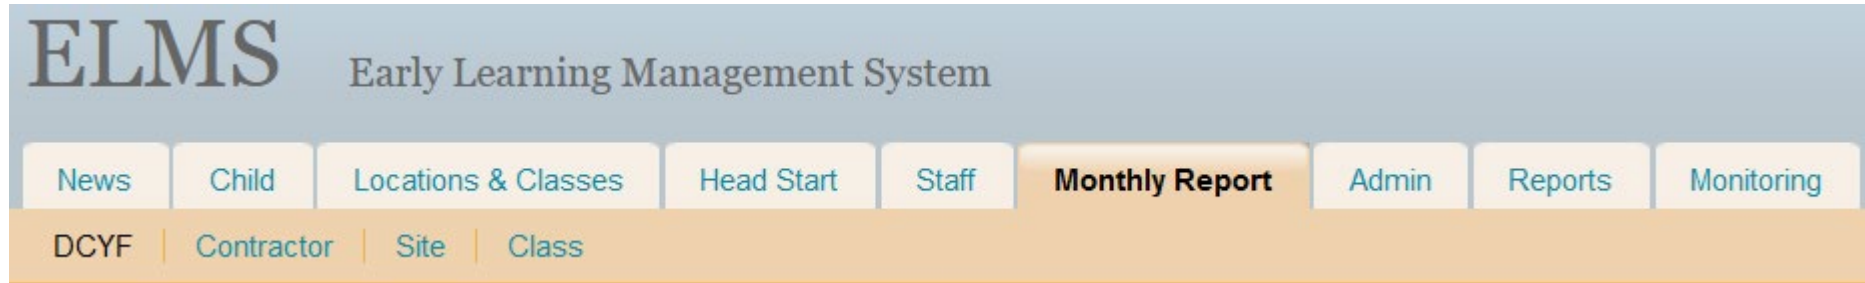 ELMS Early Learning Management System
News Child Locations & Classes Head Start Staff Monthly Report Admin Reports Monitoring
DCYF Contractor Site Class